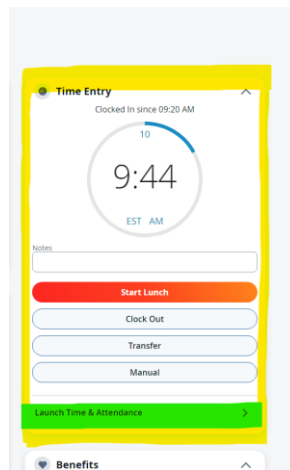 Time Entry
Clocked In since 09:20 AM
10
9:44
EST AM
Notes
Start Lunch
Clock Out
Transfer
Manual
Launch Time & Attendance
Benefits